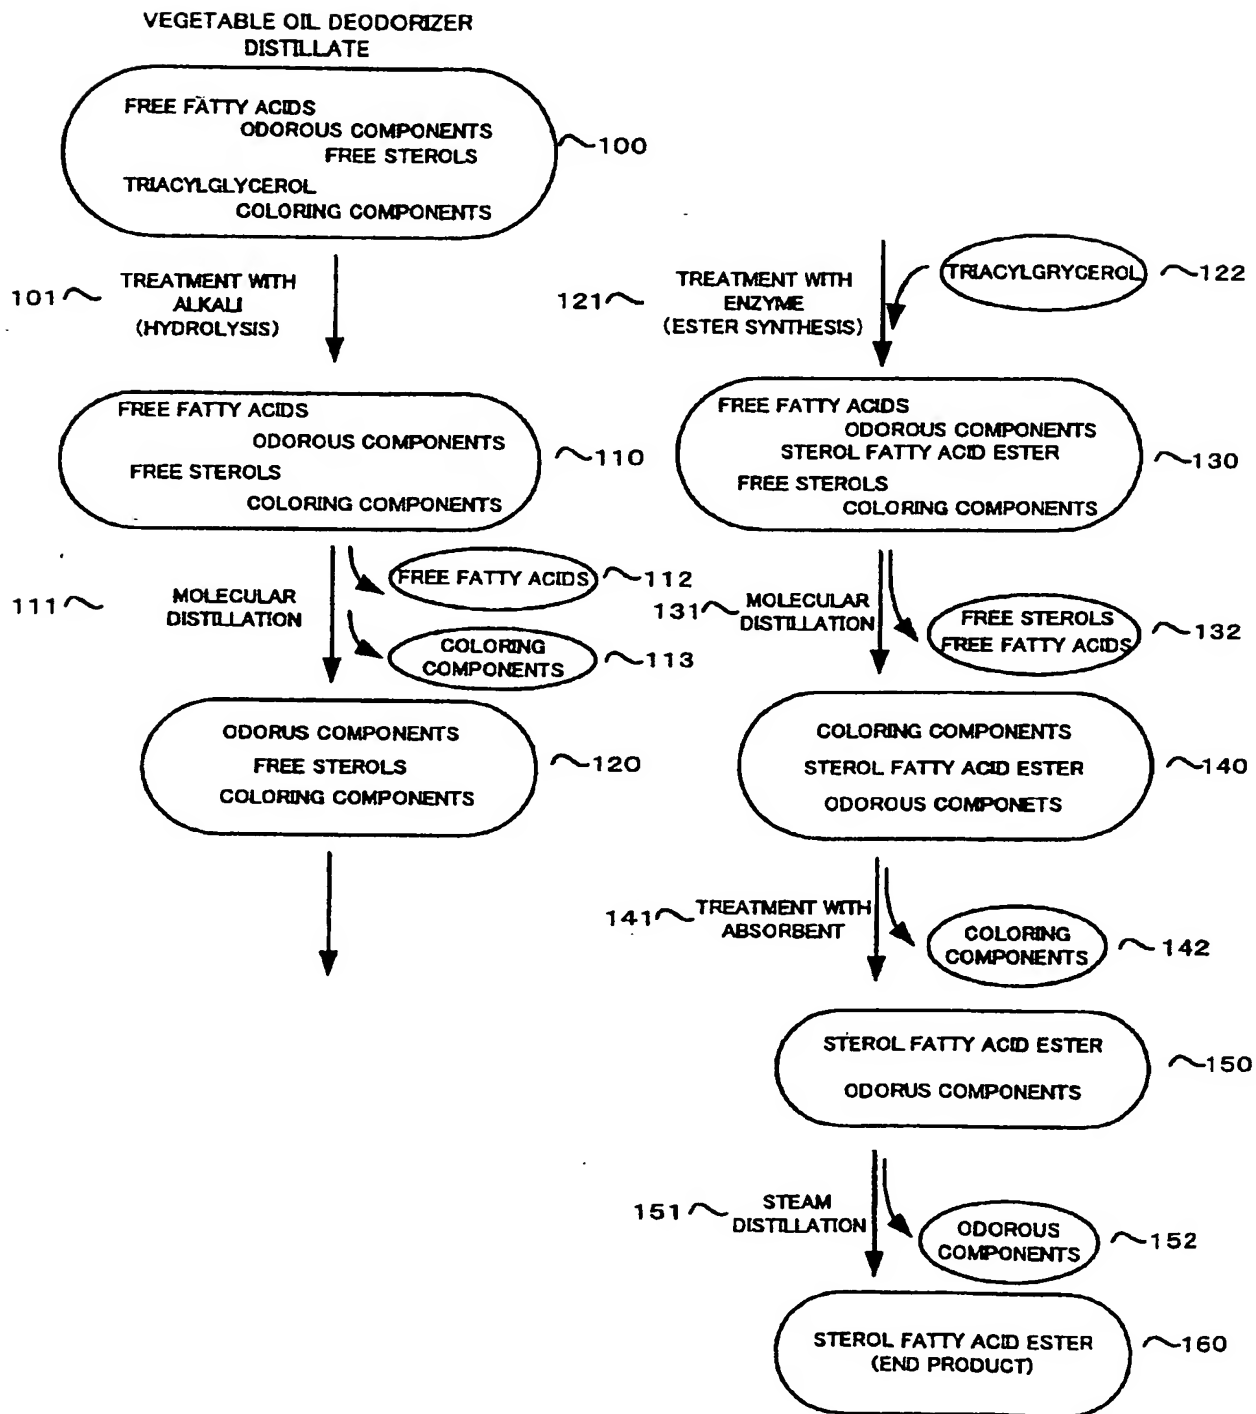 VEGETABLE OIL DEODORIZER
DISTILLATE
FREE FATTY ACIDS
ODOROUS COMPONENTS
FREE STEROLS
TRIACYLGLYCEROL
COLORING COMPONENTS
100
101
TREATMENT WITH
ALKALI
(HYDROLYSIS)
FREE FATTY ACIDS
ODOROUS COMPONENTS
FREE STEROLS
COLORING COMPONENTS
110
111
MOLECULAR
DISTILLATION
FREE FATTY ACIDS
112
COLORING
COMPONENTS
113
ODORUS COMPONENTS
FREE STEROLS
COLORING COMPONENTS
120
121
TREATMENT WITH
ENZYME
(ESTER SYNTHESIS)
TRIACYLGRYCEROL
122
FREE FATTY ACIDS
ODOROUS COMPONENTS
STEROL FATTY ACID ESTER
FREE STEROLS
COLORING COMPONENTS
130
131
MOLECULAR
DISTILLATION
FREE STEROLS
FREE FATTY ACIDS
132
COLORING COMPONENTS
STEROL FATTY ACID ESTER
ODOROUS COMPONETS
140
141
TREATMENT WITH
ABSORBENT
COLORING
COMPONENTS
142
STEROL FATTY ACID ESTER
ODORUS COMPONENTS
150
151
STEAM
DISTILLATION
ODOROUS
COMPONENTS
152
STEROL FATTY ACID ESTER
(END PRODUCT)
160